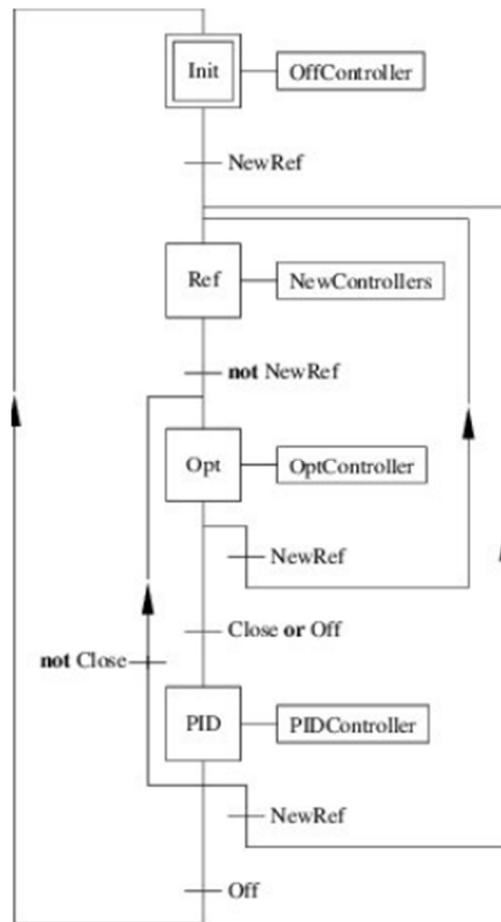 Init
OffController
NewRef
Ref
NewControllers
not NewRef
Opt
OptController
NewRef
Close or Off
not Close
PID
PIDController
NewRef
Off